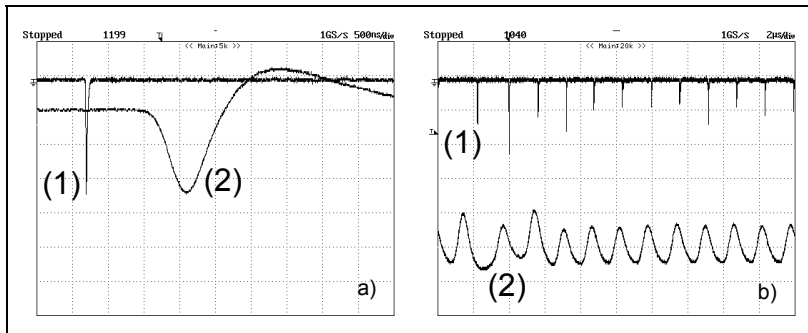 Stopped 1199 1GS/s 500ns/div
<< Main:5k >>
(1)
(2)
a)
Stopped 1040 1GS/s 2µs/div
<< Main:20k >>
(1)
(2)
b)